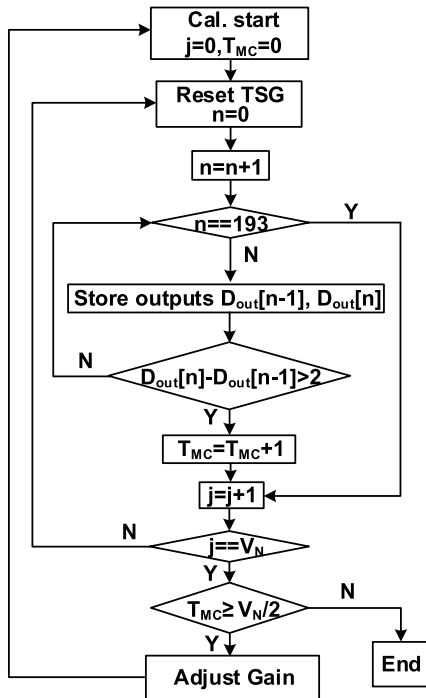 Cal. start
j=0,T_MC=0
Reset TSG
n=0
n=n+1
n==193
Y
N
Store outputs D_out[n-1], D_out[n]
N
D_out[n]-D_out[n-1]>2
Y
T_MC=T_MC+1
j=j+1
N
j==V_N
Y
N
T_MC≥ V_N/2
Y
End
Adjust Gain